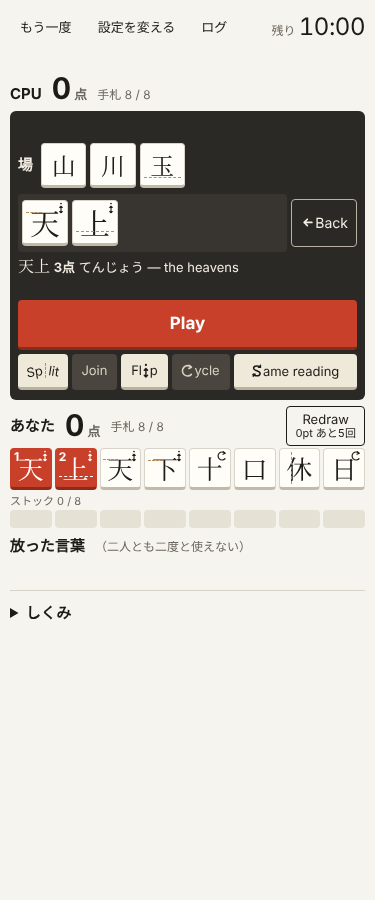 もう一度 設定を変える ログ 残り 10:00
CPU 0点 手札 8 / 8
場 山 川 玉
天 上 ←Back
天上 3点 てんじょう — the heavens
Play
Split Join Flip Cycle Same reading
あなた 0点 手札 8 / 8
Redraw
0pt あと5回
1 天 2 上 天 下 十 口 休 日
ストック 0 / 8
放った言葉 （二人とも二度と使えない）
▶ しくみ